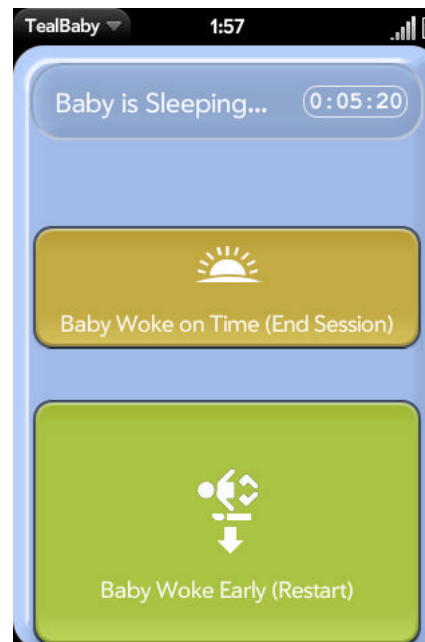 TealBaby 1:57
Baby is Sleeping... 0:05:20
Baby Woke on Time (End Session)
Baby Woke Early (Restart)